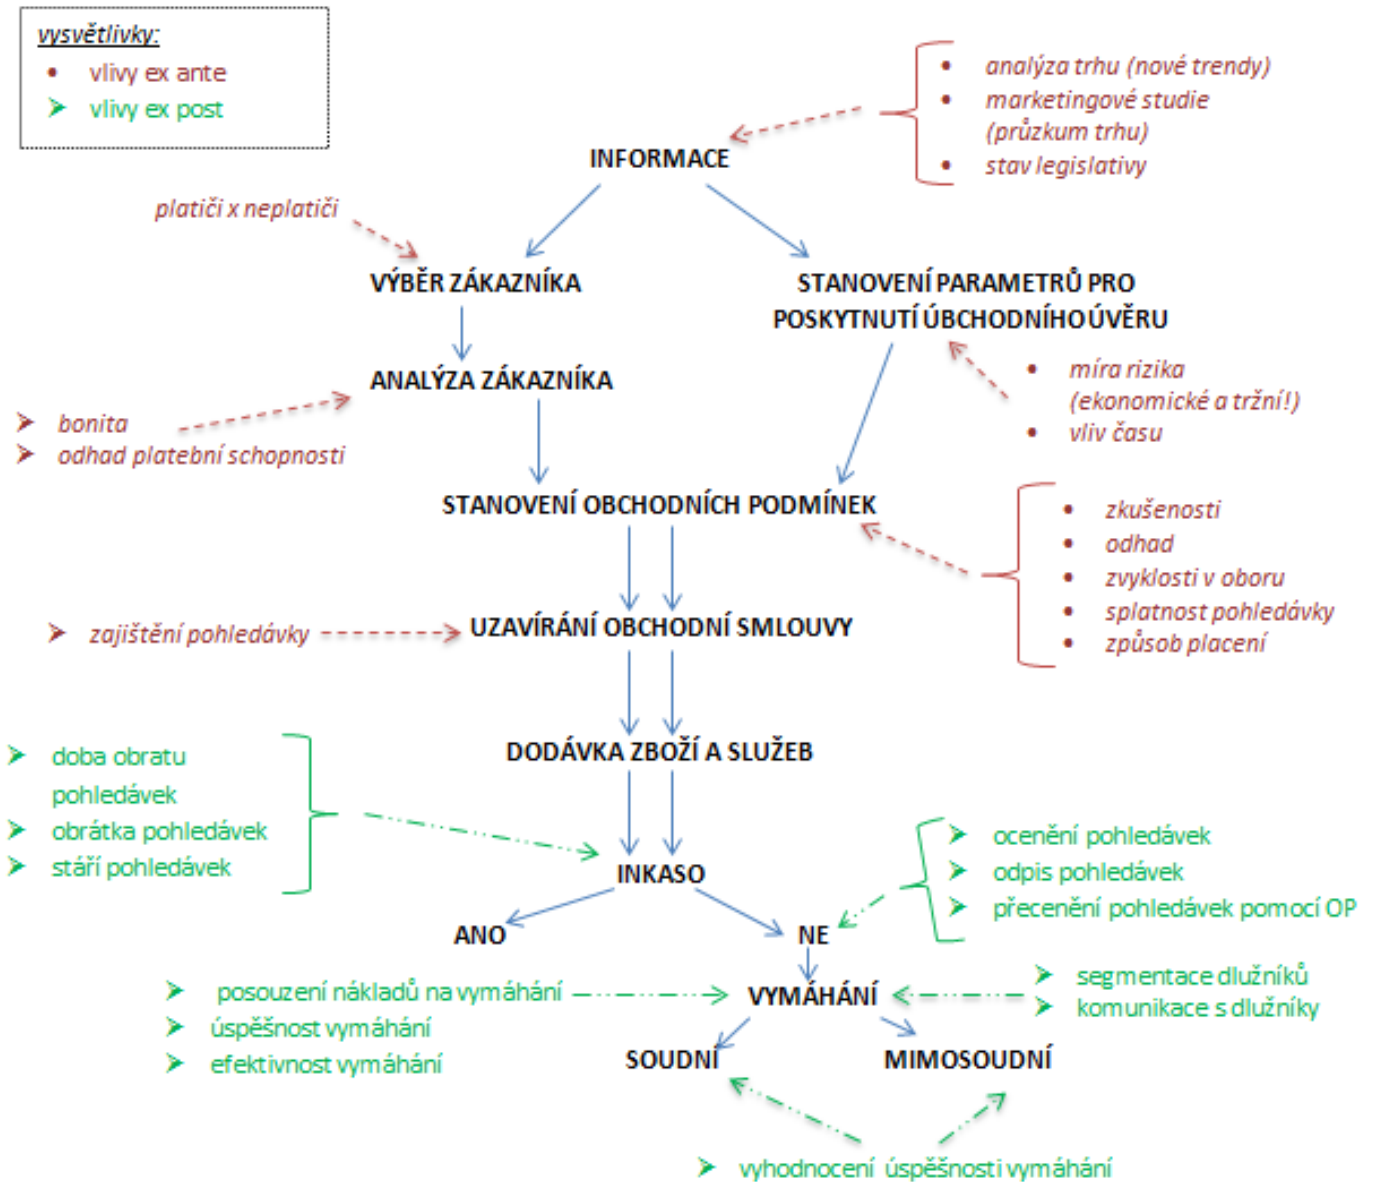 vysvětlivky:
• vlivy ex ante
➢ vlivy ex post
• analýza trhu (nové trendy)
• marketingové studie
(průzkum trhu)
• stav legislativy
INFORMACE
platiči x neplatiči
VÝBĚR ZÁKAZNÍKA
STANOVENÍ PARAMETRŮ PRO
POSKYTNUTÍ ÚBCHODNÍHO ÚVĚRU
• míra rizika
(ekonomické a tržní!)
• vliv času
ANALÝZA ZÁKAZNÍKA
➢ bonita
➢ odhad platební schopnosti
STANOVENÍ OBCHODNÍCH PODMÍNEK
• zkušenosti
• odhad
• zvyklosti v oboru
• splatnost pohledávky
• způsob placení
➢ zajištění pohledávky
UZAVÍRÁNÍ OBCHODNÍ SMLOUVY
DODÁVKA ZBOŽÍ A SLUŽEB
➢ doba obratu
pohledávek
➢ obrátka pohledávek
➢ stáří pohledávek
INKASO
➢ ocenění pohledávek
➢ odpis pohledávek
➢ přecenění pohledávek pomocí OP
ANO
NE
➢ posouzení nákladů na vymáhání
➢ úspěšnost vymáhání
➢ efektivnost vymáhání
VYMÁHÁNÍ
➢ segmentace dlužníků
➢ komunikace s dlužníky
SOUDNÍ
MIMOSOUDNÍ
➢ vyhodnocení úspěšnosti vymáhání